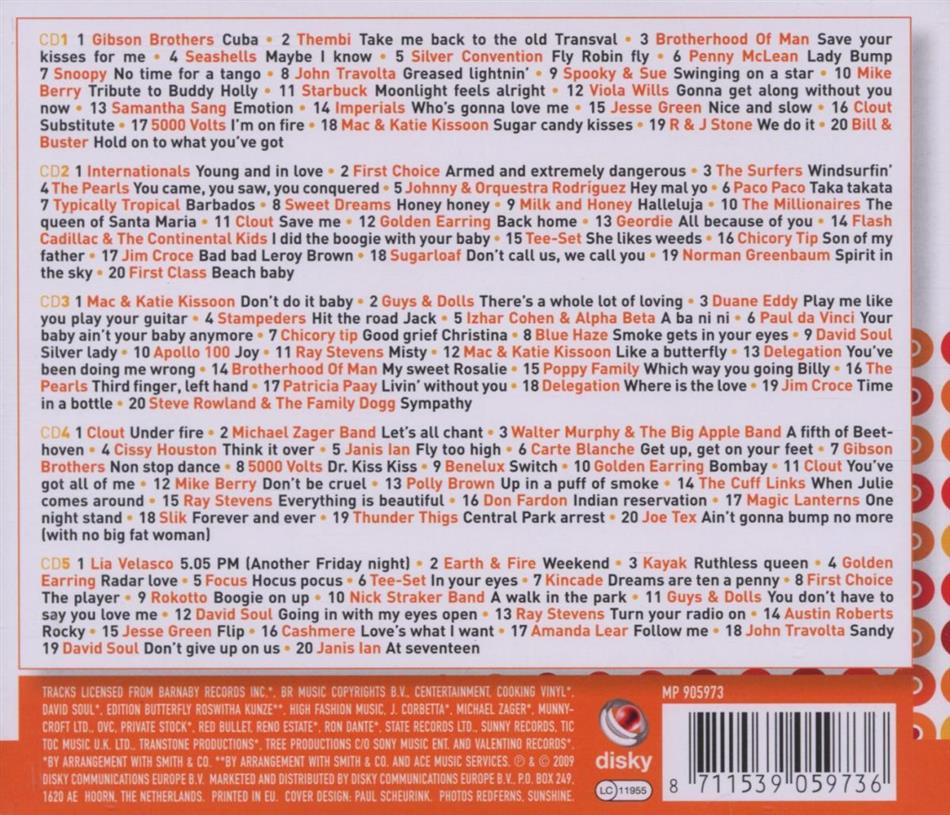 CD1 1 Gibson Brothers Cuba • 2 Thembi Take me back to the old Transval • 3 Brotherhood Of Man Save your
kisses for me • 4 Seashells Maybe I know • 5 Silver Convention Fly Robin fly • 6 Penny McLean Lady Bump
7 Snoopy No time for a tango • 8 John Travolta Greased lightnin' • 9 Spooky & Sue Swinging on a star • 10 Mike
Berry Tribute to Buddy Holly • 11 Starbuck Moonlight feels alright • 12 Viola Wills Gonna get along without you
now • 13 Samantha Sang Emotion • 14 Imperials Who's gonna love me • 15 Jesse Green Nice and slow • 16 Clout
Substitute • 17 5000 Volts I'm on fire • 18 Mac & Katie Kissoon Sugar candy kisses • 19 R & J Stone We do it • 20 Bill &
Buster Hold on to what you've got
CD2 1 Internationals Young and in love • 2 First Choice Armed and extremely dangerous • 3 The Surfers Windsurfin'
4 The Pearls You came, you saw, you conquered • 5 Johnny & Orquestra Rodríguez Hey mal yo • 6 Paco Paco Taka takata
7 Typically Tropical Barbados • 8 Sweet Dreams Honey honey • 9 Milk and Honey Halleluja • 10 The Millionaires The
queen of Santa Maria • 11 Clout Save me • 12 Golden Earring Back home • 13 Geordie All because of you • 14 Flash
Cadillac & The Continental Kids I did the boogie with your baby • 15 Tee-Set She likes weeds • 16 Chicory Tip Son of my
father • 17 Jim Croce Bad bad Leroy Brown • 18 Sugarloaf Don't call us, we call you • 19 Norman Greenbaum Spirit in
the sky • 20 First Class Beach baby
CD3 1 Mac & Katie Kissoon Don't do it baby • 2 Guys & Dolls There's a whole lot of loving • 3 Duane Eddy Play me like
you play your guitar • 4 Stampeders Hit the road Jack • 5 Izhar Cohen & Alpha Beta A ba ni ni • 6 Paul da Vinci Your
baby ain't your baby anymore • 7 Chicory tip Good grief Christina • 8 Blue Haze Smoke gets in your eyes • 9 David Soul
Silver lady • 10 Apollo 100 Joy • 11 Ray Stevens Misty • 12 Mac & Katie Kissoon Like a butterfly • 13 Delegation You've
been doing me wrong • 14 Brotherhood Of Man My sweet Rosalie • 15 Poppy Family Which way you going Billy • 16 The
Pearls Third finger, left hand • 17 Patricia Paay Livin' without you • 18 Delegation Where is the love • 19 Jim Croce Time
in a bottle • 20 Steve Rowland & The Family Dogg Sympathy
CD4 1 Clout Under fire • 2 Michael Zager Band Let's all chant • 3 Walter Murphy & The Big Apple Band A fifth of Beet-
hoven • 4 Cissy Houston Think it over • 5 Janis Ian Fly too high • 6 Carte Blanche Get up, get on your feet • 7 Gibson
Brothers Non stop dance • 8 5000 Volts Dr. Kiss Kiss • 9 Benelux Switch • 10 Golden Earring Bombay • 11 Clout You've
got all of me • 12 Mike Berry Don't be cruel • 13 Polly Brown Up in a puff of smoke • 14 The Cuff Links When Julie
comes around • 15 Ray Stevens Everything is beautiful • 16 Don Fardon Indian reservation • 17 Magic Lanterns One
night stand • 18 Slik Forever and ever • 19 Thunder Thigs Central Park arrest • 20 Joe Tex Ain't gonna bump no more
(with no big fat woman)
CD5 1 Lia Velasco 5.05 PM (Another Friday night) • 2 Earth & Fire Weekend • 3 Kayak Ruthless queen • 4 Golden
Earring Radar love • 5 Focus Hocus pocus • 6 Tee-Set In your eyes • 7 Kincade Dreams are ten a penny • 8 First Choice
The player • 9 Rokotto Boogie on up • 10 Nick Straker Band A walk in the park • 11 Guys & Dolls You don't have to
say you love me • 12 David Soul Going in with my eyes open • 13 Ray Stevens Turn your radio on • 14 Austin Roberts
Rocky • 15 Jesse Green Flip • 16 Cashmere Love's what I want • 17 Amanda Lear Follow me • 18 John Travolta Sandy
19 David Soul Don't give up on us • 20 Janis Ian At seventeen
TRACKS LICENSED FROM BARNABY RECORDS INC.*, BR MUSIC COPYRIGHTS B.V., CENTERTAINMENT, COOKING VINYL*,
DAVID SOUL*, EDITION BUTTERFLY ROSWITHA KUNZE**, HIGH FASHION MUSIC, J. CORBETTA*, MICHAEL ZAGER*, MUNNY-
CROFT LTD., OVC, PRIVATE STOCK*, RED BULLET, RENO ESTATE*, RON DANTE*, STATE RECORDS LTD., SUNNY RECORDS, TIC
TOC MUSIC U.K. LTD., TRANSTONE PRODUCTIONS*, TREE PRODUCTIONS C/O SONY MUSIC ENT. AND VALENTINO RECORDS*.
*BY ARRANGEMENT WITH SMITH & CO. **BY ARRANGEMENT WITH SMITH & CO. AND ACE MUSIC SERVICES. ℗ & © 2009
DISKY COMMUNICATIONS EUROPE B.V. MARKETED AND DISTRIBUTED BY DISKY COMMUNICATIONS EUROPE B.V., P.O. BOX 249,
1620 AE HOORN, THE NETHERLANDS. PRINTED IN EU. COVER DESIGN: PAUL SCHEURINK. PHOTOS REDFERNS, SUNSHINE.
disky
LC 11955
MP 905973
8 711539 059736